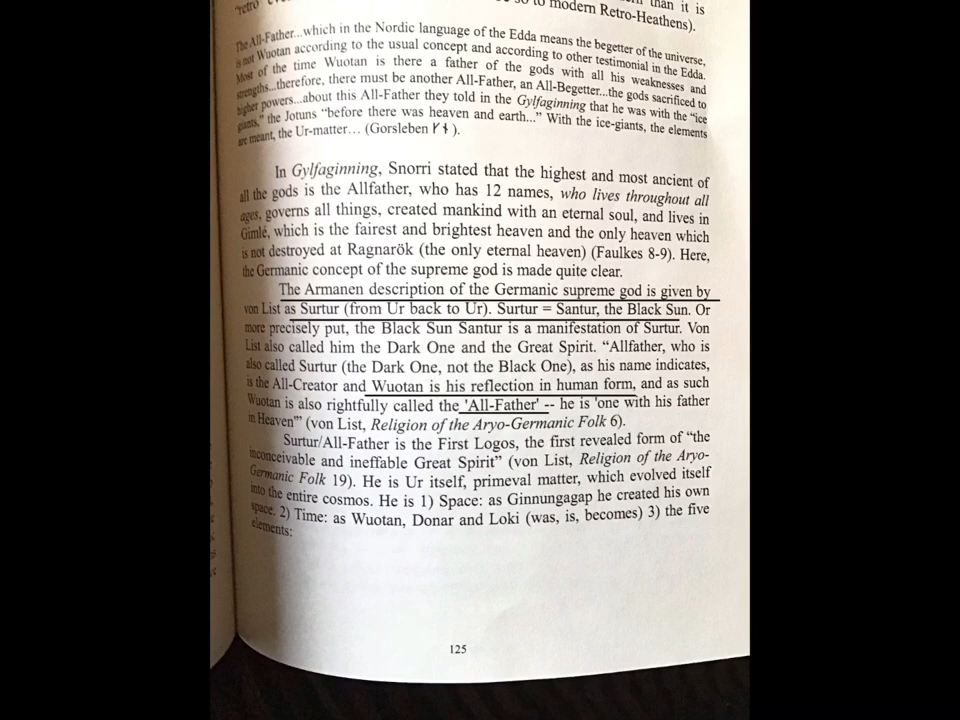 "retro
so to modern Retro-Heathens).
than it is
The All-Father...which in the Nordic language of the Edda means the begetter of the universe,
is not Wuotan according to the usual concept and according to other testimonial in the Edda.
Most of the time Wuotan is there a father of the gods with all his weaknesses and
strengths...therefore, there must be another All-Father, an All-Begetter...the gods sacrificed to
higher powers...about this All-Father they told in the Gylfaginning that he was with the "ice
giants," the Jotuns "before there was heaven and earth..." With the ice-giants, the elements
are meant, the Ur-matter… (Gorsleben ᛚᚾ).
In Gylfaginning, Snorri stated that the highest and most ancient of
all the gods is the Allfather, who has 12 names, who lives throughout all
ages, governs all things, created mankind with an eternal soul, and lives in
Gimlé, which is the fairest and brightest heaven and the only heaven which
is not destroyed at Ragnarök (the only eternal heaven) (Faulkes 8-9). Here,
the Germanic concept of the supreme god is made quite clear.
The Armanen description of the Germanic supreme god is given by
von List as Surtur (from Ur back to Ur). Surtur = Santur, the Black Sun. Or
more precisely put, the Black Sun Santur is a manifestation of Surtur. Von
List also called him the Dark One and the Great Spirit. "Allfather, who is
also called Surtur (the Dark One, not the Black One), as his name indicates,
is the All-Creator and Wuotan is his reflection in human form, and as such
Wuotan is also rightfully called the 'All-Father' -- he is 'one with his father
in Heaven'" (von List, Religion of the Aryo-Germanic Folk 6).
Surtur/All-Father is the First Logos, the first revealed form of "the
inconceivable and ineffable Great Spirit" (von List, Religion of the Aryo-
Germanic Folk 19). He is Ur itself, primeval matter, which evolved itself
into the entire cosmos. He is 1) Space: as Ginnungagap he created his own
space. 2) Time: as Wuotan, Donar and Loki (was, is, becomes) 3) the five
elements:
125